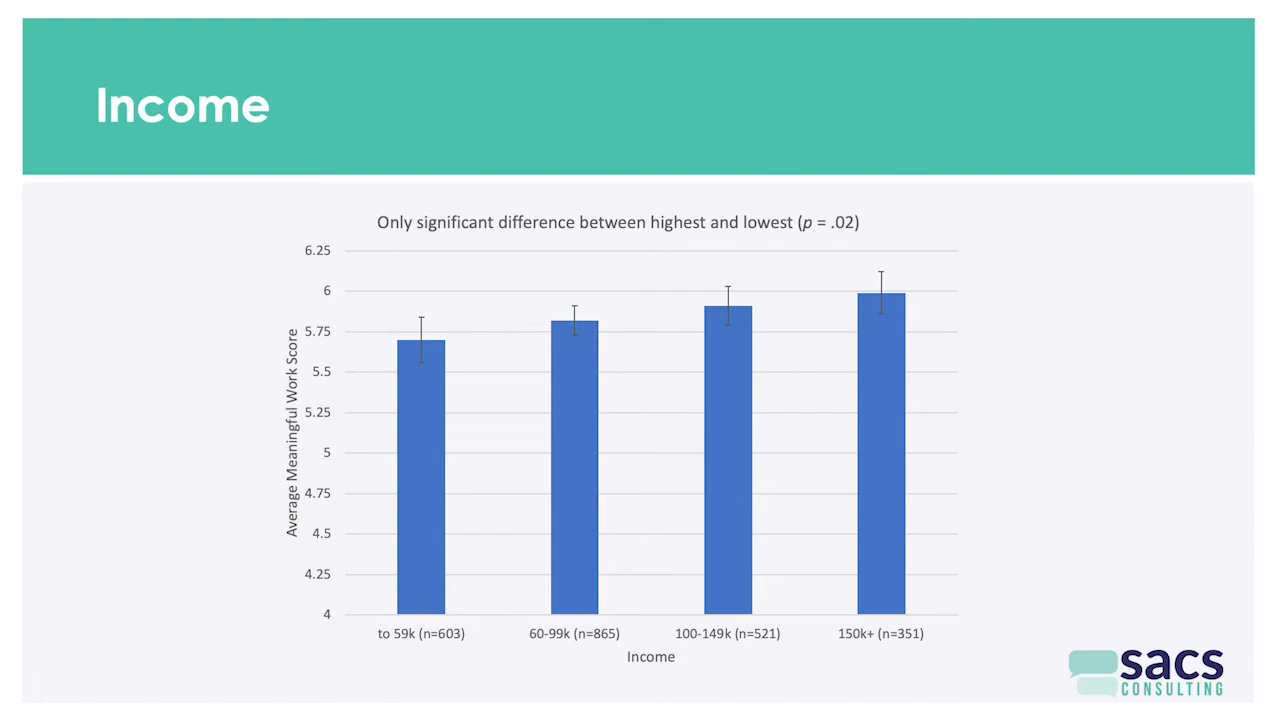 Income
Only significant difference between highest and lowest (p = .02)
Average Meaningful Work Score
6.25
6
5.75
5.5
5.25
5
4.75
4.5
4.25
4
to 59k (n=603) 60-99k (n=865) 100-149k (n=521) 150k+ (n=351)
Income
sacs
CONSULTING